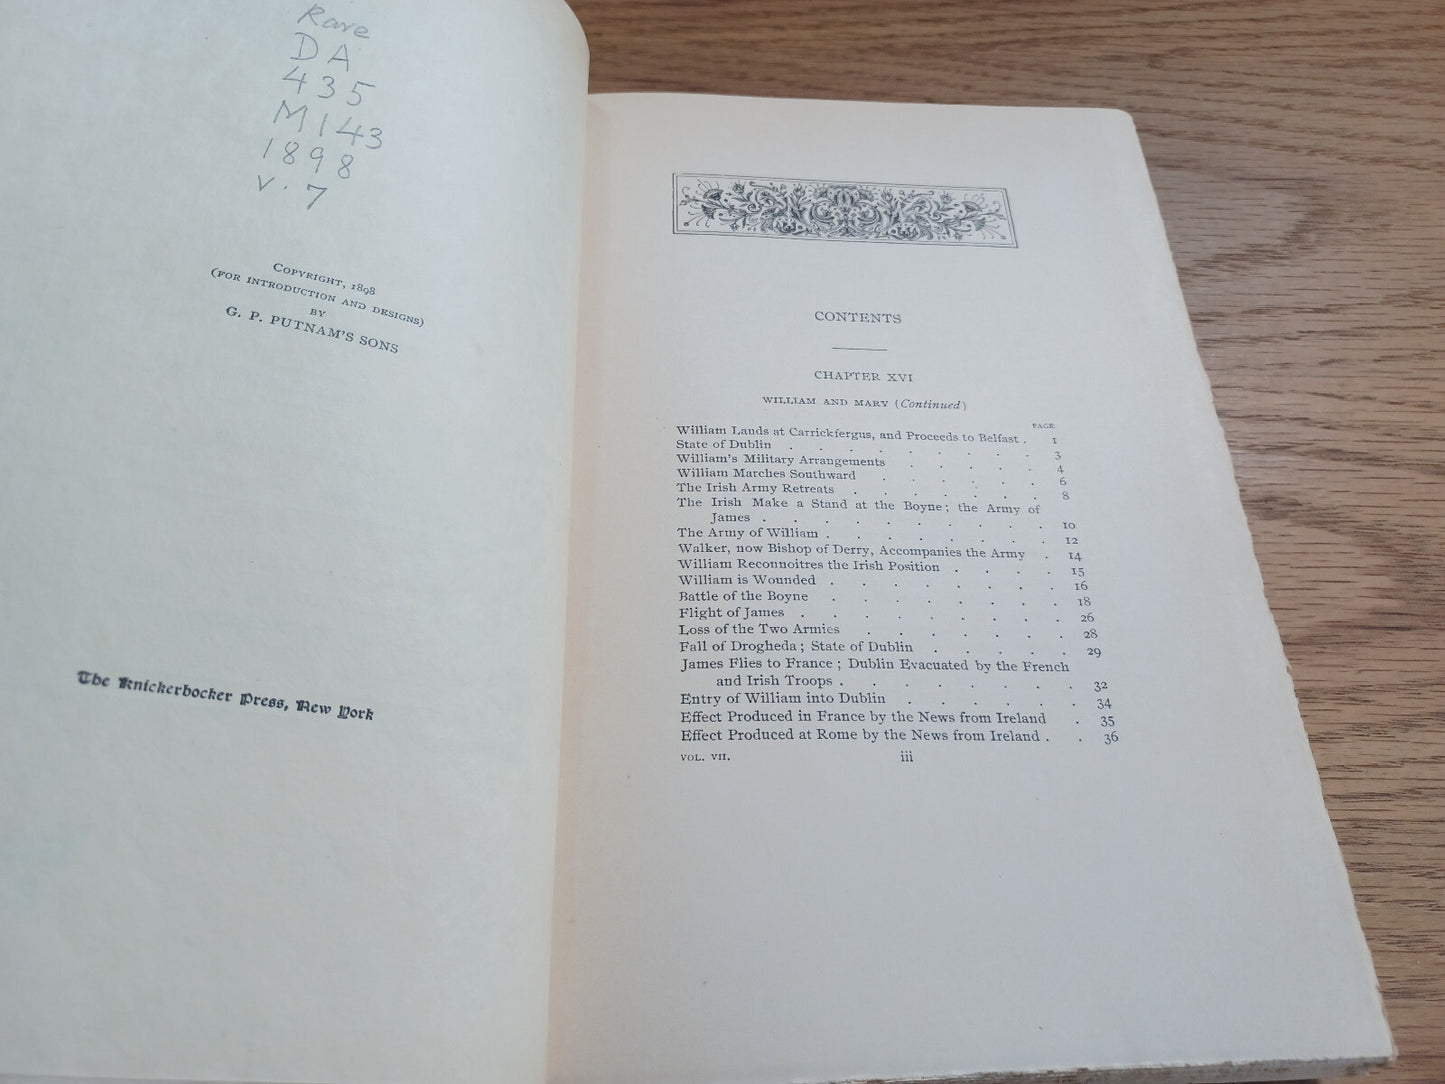 Rare
DA
435
M143
1898
v. 7
COPYRIGHT, 1898
(FOR INTRODUCTION AND DESIGNS)
BY
G. P. PUTNAM'S SONS
The Knickerbocker Press, New York
CONTENTS
CHAPTER XVI
WILLIAM AND MARY (Continued)
PAGE
William Lands at Carrickfergus, and Proceeds to Belfast . 1
State of Dublin . . . . . . . . 3
William's Military Arrangements . . . . . 4
William Marches Southward . . . . . . 6
The Irish Army Retreats . . . . . . . 8
The Irish Make a Stand at the Boyne; the Army of
James . . . . . . . . . . 10
The Army of William . . . . . . . . 12
Walker, now Bishop of Derry, Accompanies the Army . 14
William Reconnoitres the Irish Position . . . . 15
William is Wounded . . . . . . . . 16
Battle of the Boyne . . . . . . . . 18
Flight of James . . . . . . . . . 26
Loss of the Two Armies . . . . . . . 28
Fall of Drogheda; State of Dublin . . . . . 29
James Flies to France; Dublin Evacuated by the French
and Irish Troops . . . . . . . . 32
Entry of William into Dublin . . . . . . 34
Effect Produced in France by the News from Ireland . 35
Effect Produced at Rome by the News from Ireland . . 36
VOL. VII.
iii